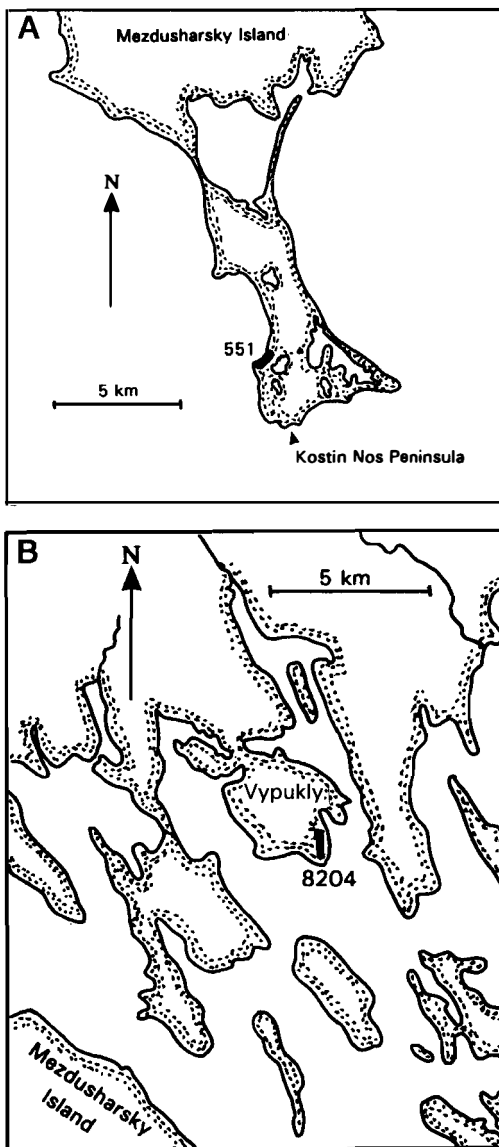 A
Mezdusharsky Island
N
551
5 km
Kostin Nos Peninsula
B
N
5 km
Vypukly
8204
Mezdusharsky
Island